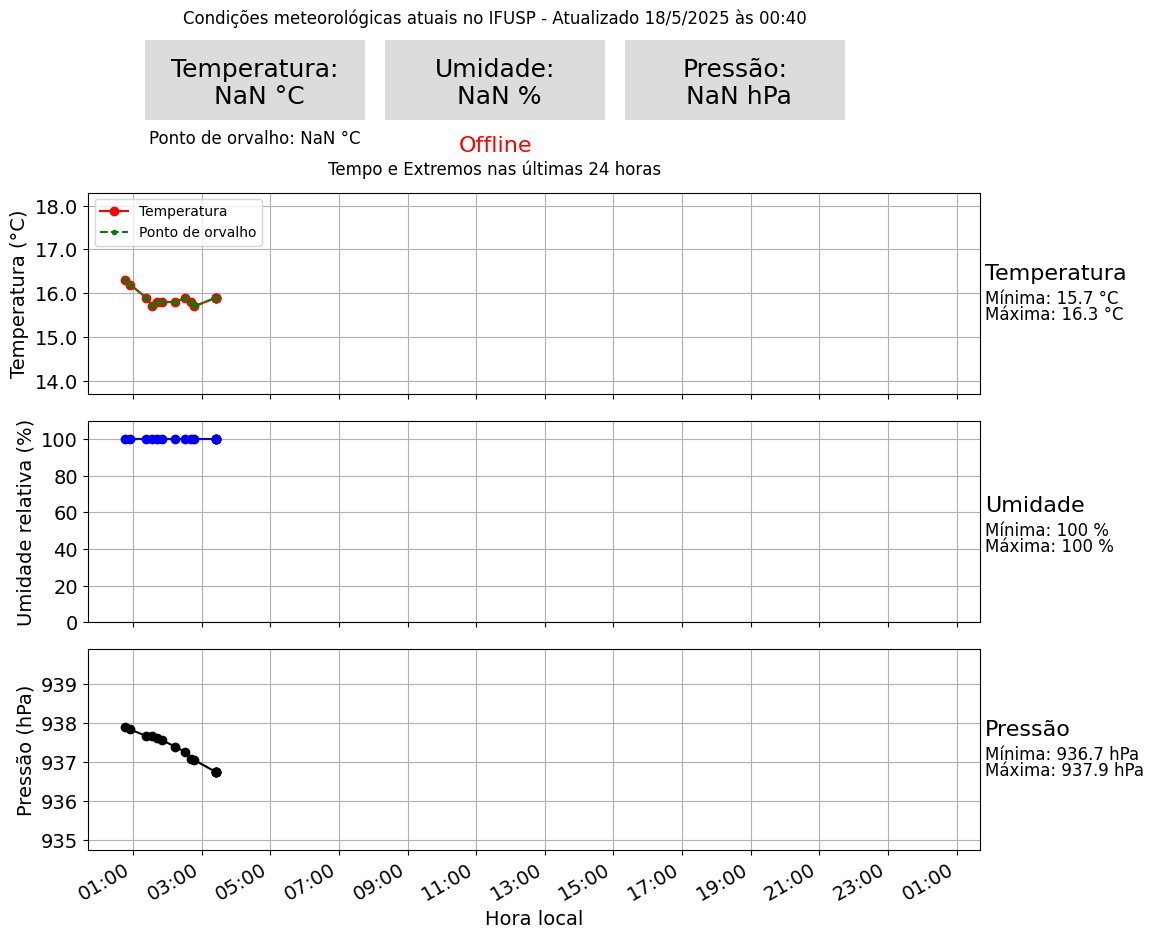 Condições meteorológicas atuais no IFUSP - Atualizado 18/5/2025 às 00:40
Temperatura:
NaN °C
Umidade:
NaN %
Pressão:
NaN hPa
Ponto de orvalho: NaN °C
Offline
Tempo e Extremos nas últimas 24 horas
Temperatura (°C)
18.0
17.0
16.0
15.0
14.0
Temperatura
Ponto de orvalho
Temperatura
Mínima: 15.7 °C
Máxima: 16.3 °C
Umidade relativa (%)
100
80
60
40
20
0
Umidade
Mínima: 100 %
Máxima: 100 %
Pressão (hPa)
939
938
937
936
935
Pressão
Mínima: 936.7 hPa
Máxima: 937.9 hPa
01:00 03:00 05:00 07:00 09:00 11:00 13:00 15:00 17:00 19:00 21:00 23:00 01:00
Hora local